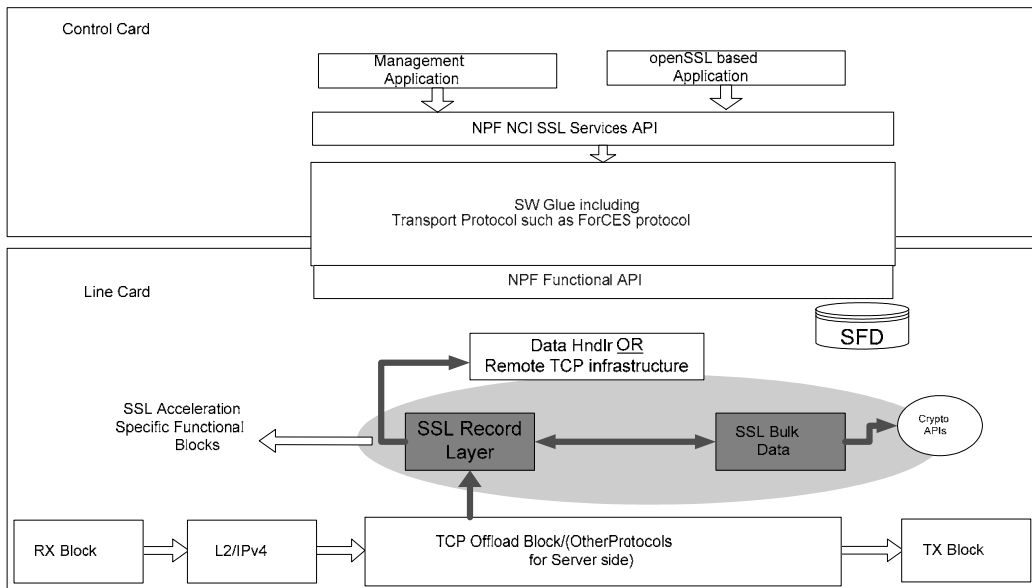 Control Card
Management
Application
openSSL based
Application
NPF NCI SSL Services API
SW Glue including
Transport Protocol such as ForCES protocol
NPF Functional API
Line Card
SFD
Data Hndlr OR
Remote TCP infrastructure
SSL Acceleration
Specific Functional
Blocks
SSL Record
Layer
SSL Bulk
Data
Crypto
APIs
RX Block
L2/IPv4
TCP Offload Block/(OtherProtocols
for Server side)
TX Block